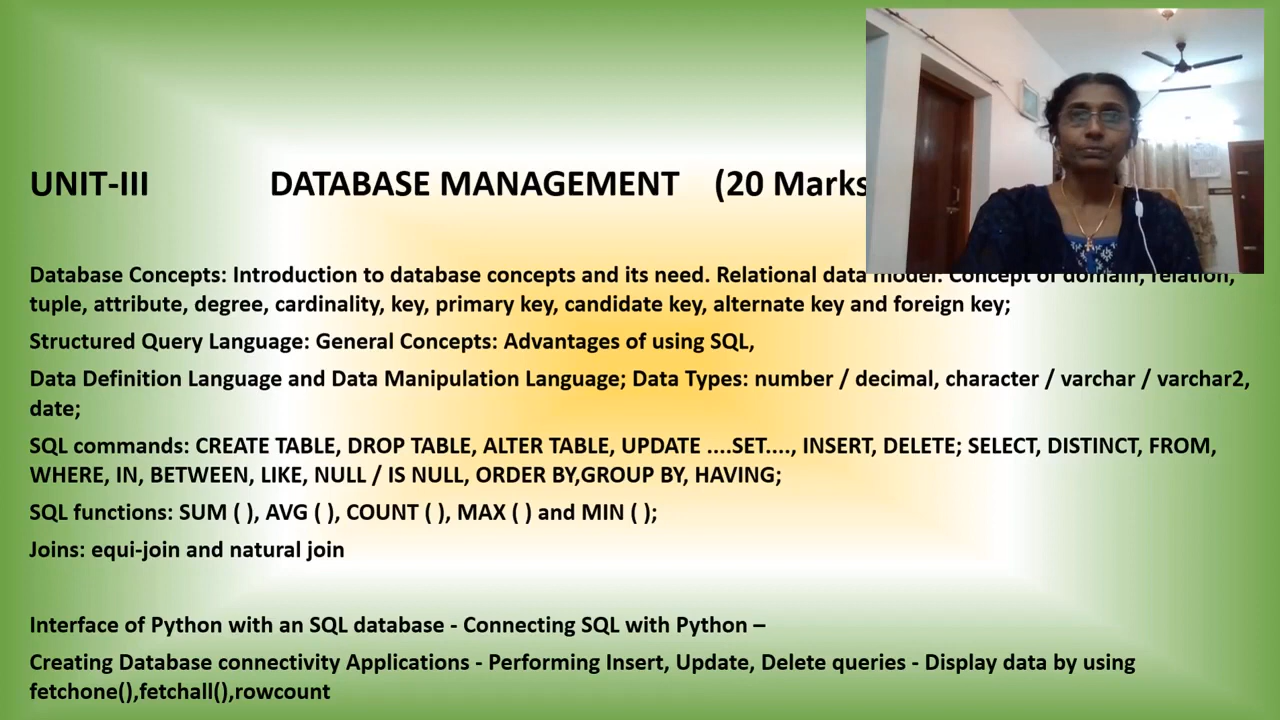 UNIT-III DATABASE MANAGEMENT (20 Marks
Database Concepts: Introduction to database concepts and its need. Relational data model. Concept of domain, relation,
tuple, attribute, degree, cardinality, key, primary key, candidate key, alternate key and foreign key;
Structured Query Language: General Concepts: Advantages of using SQL,
Data Definition Language and Data Manipulation Language; Data Types: number / decimal, character / varchar / varchar2,
date;
SQL commands: CREATE TABLE, DROP TABLE, ALTER TABLE, UPDATE ....SET...., INSERT, DELETE; SELECT, DISTINCT, FROM,
WHERE, IN, BETWEEN, LIKE, NULL / IS NULL, ORDER BY,GROUP BY, HAVING;
SQL functions: SUM ( ), AVG ( ), COUNT ( ), MAX ( ) and MIN ( );
Joins: equi-join and natural join
Interface of Python with an SQL database - Connecting SQL with Python –
Creating Database connectivity Applications - Performing Insert, Update, Delete queries - Display data by using
fetchone(),fetchall(),rowcount